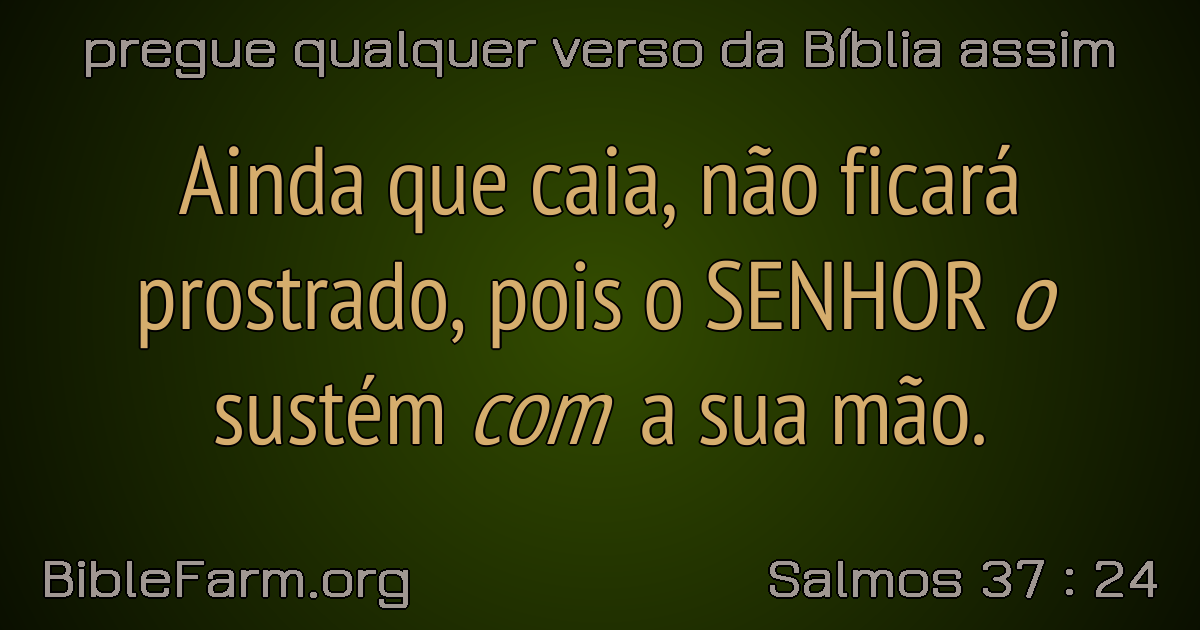 pregue qualquer verso da Bíblia assim
Ainda que caia, não ficará
prostrado, pois o SENHOR o
sustém com a sua mão.
BibleFarm.org
Salmos 37 : 24